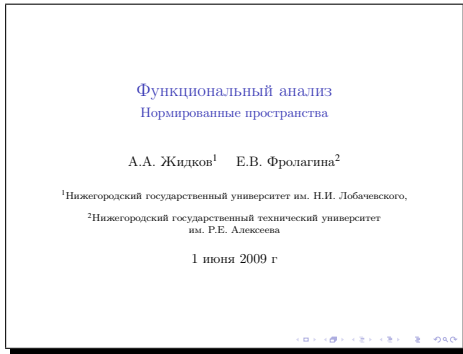 Функциональный анализ
Нормированные пространства
А.А. Жидков¹ Е.В. Фролагина²
¹Нижегородский государственный университет им. Н.И. Лобачевского,
²Нижегородский государственный технический университет
им. Р.Е. Алексеева
1 июня 2009 г